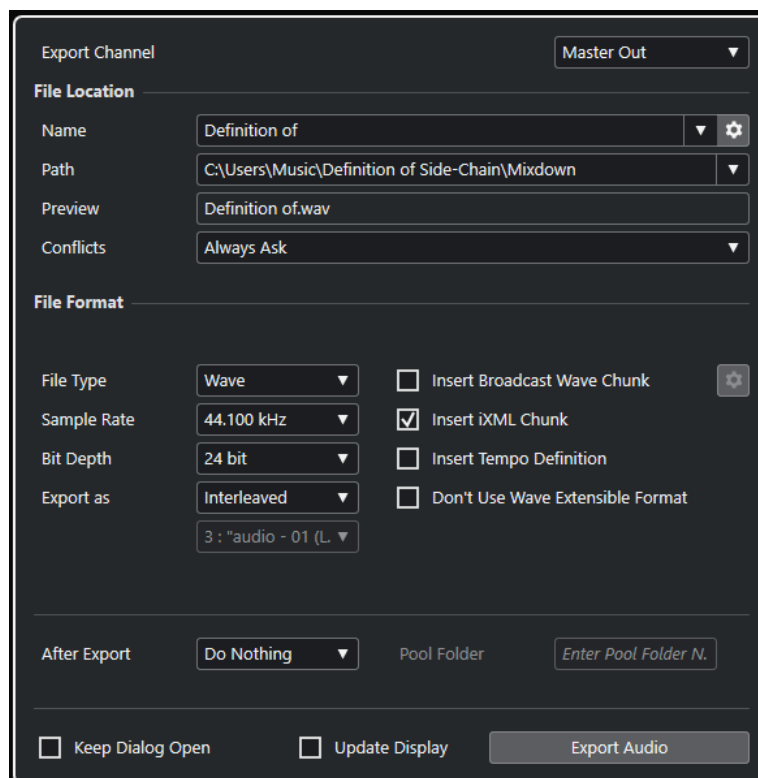 Export Channel Master Out
File Location
Name Definition of
Path C:\Users\Music\Definition of Side-Chain\Mixdown
Preview Definition of.wav
Conflicts Always Ask
File Format
File Type Wave Insert Broadcast Wave Chunk
Sample Rate 44.100 kHz Insert iXML Chunk
Bit Depth 24 bit Insert Tempo Definition
Export as Interleaved Don't Use Wave Extensible Format
3 : "audio - 01 (L.
After Export Do Nothing Pool Folder Enter Pool Folder N.
Keep Dialog Open Update Display Export Audio